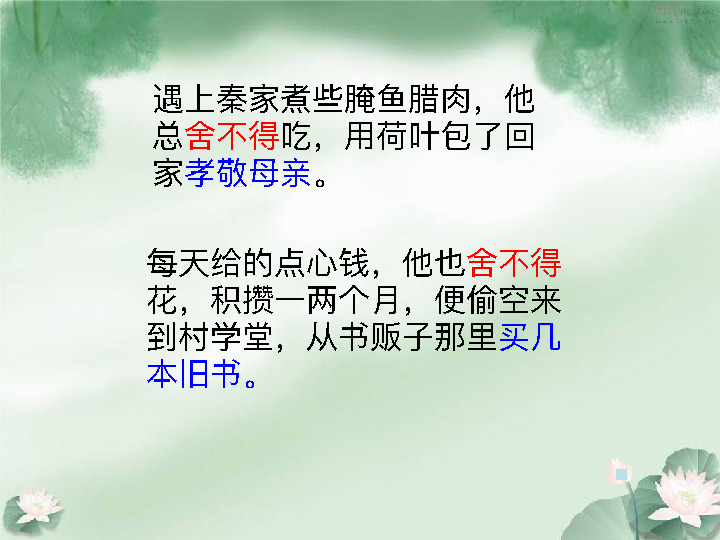 遇上秦家煮些腌鱼腊肉，他
总舍不得吃，用荷叶包了回
家孝敬母亲。
每天给的点心钱，他也舍不得
花，积攒一两个月，便偷空来
到村学堂，从书贩子那里买几
本旧书。